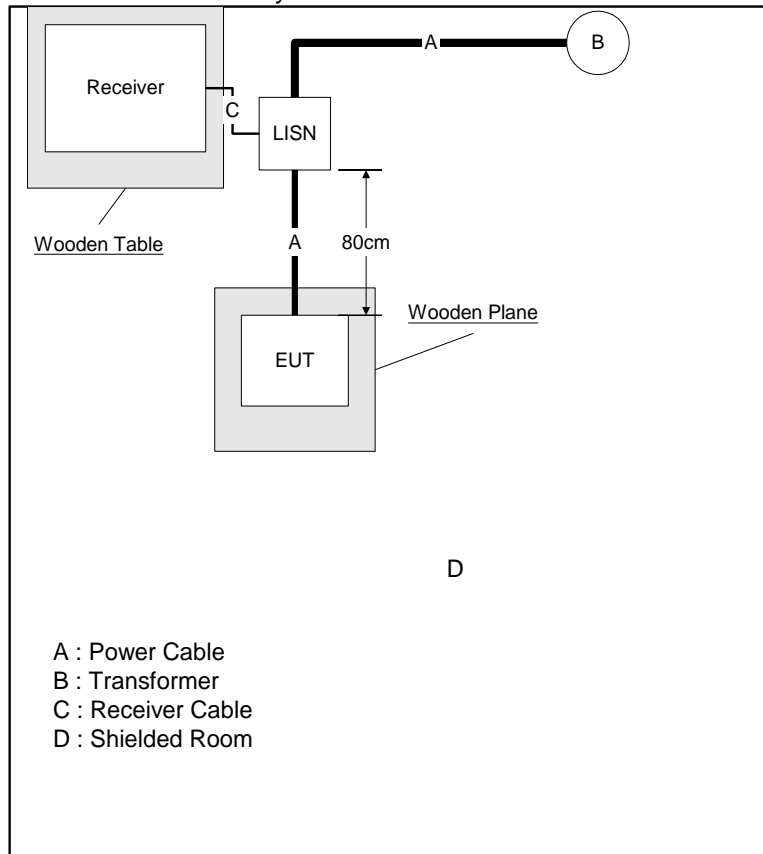 A
B
Receiver
C
LISN
Wooden Table
A
80cm
Wooden Plane
EUT
D
A : Power Cable
B : Transformer
C : Receiver Cable
D : Shielded Room